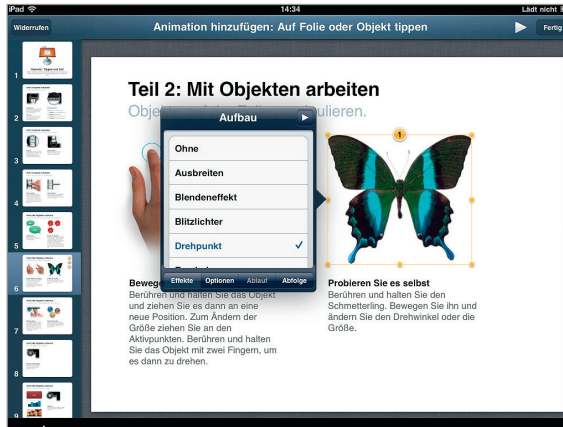 iPad 14:34 Lädt nicht
Widerrufen Animation hinzufügen: Auf Folie oder Objekt tippen Fertig
Teil 2: Mit Objekten arbeiten
Aufbau
Ohne
Ausbreiten
Blendeneffekt
Blitzlichter
Drehpunkt
Effekte Optionen Ablauf Abfolge
1
Probieren Sie es selbst
Berühren und halten Sie den
Schmetterling. Bewegen Sie ihn und
ändern Sie den Drehwinkel oder die
Größe.
Berühren und halten Sie das Objekt
und ziehen Sie es dann an eine
neue Position. Zum Ändern der
Größe ziehen Sie an den
Aktivpunkten. Berühren und halten
Sie das Objekt mit zwei Fingern, um
es dann zu drehen.
1
2
3
4
5
6
7
8
9